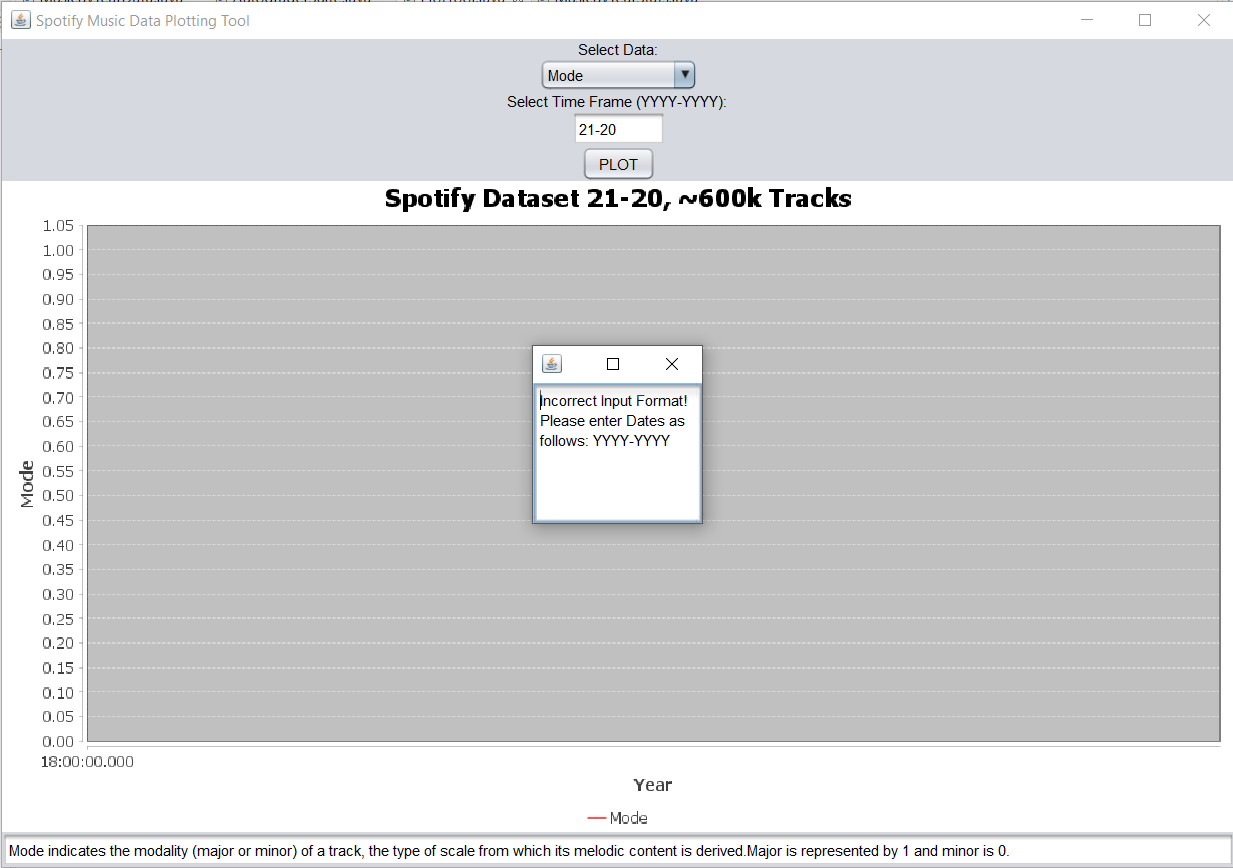 Spotify Music Data Plotting Tool
Select Data:
Mode
Select Time Frame (YYYY-YYYY):
21-20
PLOT
Spotify Dataset 21-20, ~600k Tracks
1.05
1.00
0.95
0.90
0.85
0.80
0.75
0.70
0.65
0.60
0.55
0.50
0.45
0.40
0.35
0.30
0.25
0.20
0.15
0.10
0.05
0.00
Mode
Incorrect Input Format!
Please enter Dates as
follows: YYYY-YYYY
18:00:00.000
Year
Mode
Mode indicates the modality (major or minor) of a track, the type of scale from which its melodic content is derived.Major is represented by 1 and minor is 0.